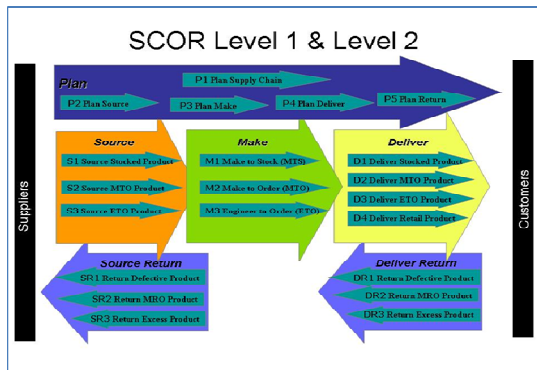 SCOR Level 1 & Level 2
Suppliers
Customers
Plan
P1 Plan Supply Chain
P2 Plan Source
P3 Plan Make
P4 Plan Deliver
P5 Plan Return
Source
S1 Source Stocked Product
S2 Source MTO Product
S3 Source ETO Product
Make
M1 Make to Stock (MTS)
M2 Make to Order (MTO)
M3 Engineer to Order (ETO)
Deliver
D1 Deliver Stocked Product
D2 Deliver MTO Product
D3 Deliver ETO Product
D4 Deliver Retail Product
Source Return
SR1 Return Defective Product
SR2 Return MRO Product
SR3 Return Excess Product
Deliver Return
DR1 Return Defective Product
DR2 Return MRO Product
DR3 Return Excess Product